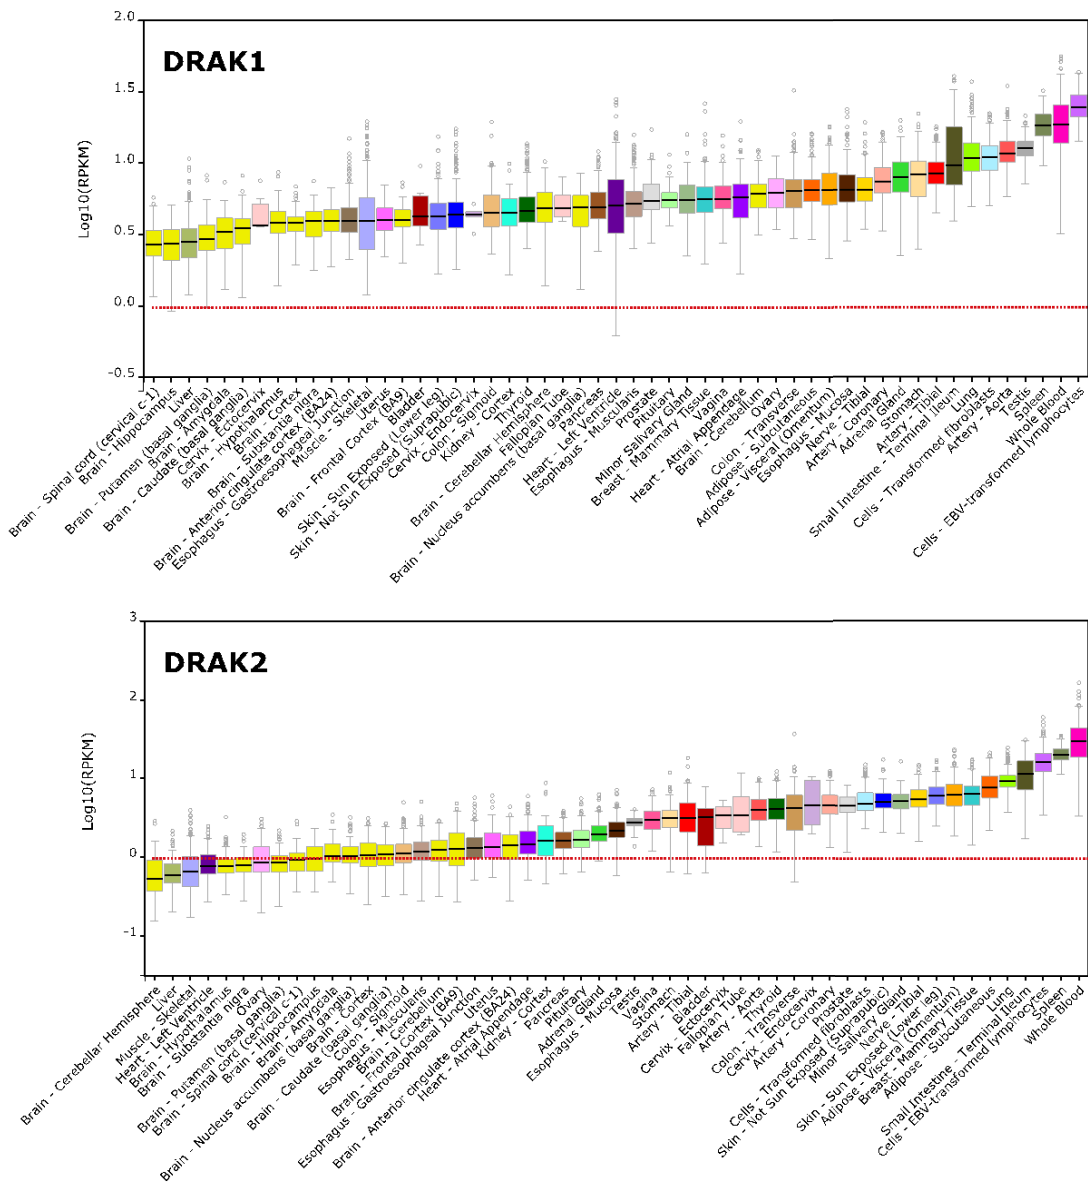 2.0
DRAK1
1.5
1.0
0.5
0.0
-0.5
Log10(RPKM)
Brain - Spinal cord (cervical c-1)
Brain - Hippocampus
Liver
Brain - Putamen (basal ganglia)
Brain - Amygdala
Brain - Caudate (basal ganglia)
Cervix - Ectocervix
Brain - Hypothalamus
Brain - Cortex
Brain - Substantia nigra
Brain - Anterior cingulate cortex (BA24)
Esophagus - Gastroesophageal Junction
Muscle - Skeletal
Uterus
Brain - Frontal Cortex (BA9)
Bladder
Skin - Sun Exposed (Lower leg)
Skin - Not Sun Exposed (Suprapubic)
Cervix - Endocervix
Colon - Sigmoid
Kidney - Cortex
Thyroid
Brain - Cerebellar Hemisphere
Fallopian Tube
Brain - Nucleus accumbens (basal ganglia)
Pancreas
Heart - Left Ventricle
Esophagus - Muscularis
Prostate
Pituitary
Minor Salivary Gland
Breast - Mammary Tissue
Vagina
Heart - Atrial Appendage
Brain - Cerebellum
Ovary
Colon - Transverse
Adipose - Subcutaneous
Adipose - Visceral (Omentum)
Esophagus - Mucosa
Nerve - Tibial
Artery - Coronary
Adrenal Gland
Stomach
Artery - Tibial
Small Intestine - Terminal Ileum
Lung
Cells - Transformed fibroblasts
Artery - Aorta
Testis
Spleen
Whole Blood
Cells - EBV-transformed lymphocytes
3
DRAK2
2
1
0
-1
Log10(RPKM)
Brain - Cerebellar Hemisphere
Liver
Muscle - Skeletal
Heart - Left Ventricle
Brain - Hypothalamus
Brain - Substantia nigra
Ovary
Brain - Putamen (basal ganglia)
Brain - Spinal cord (cervical c-1)
Brain - Hippocampus
Brain - Amygdala
Brain - Nucleus accumbens (basal ganglia)
Brain - Cortex
Brain - Caudate (basal ganglia)
Colon - Sigmoid
Esophagus - Muscularis
Brain - Cerebellum
Brain - Frontal Cortex (BA9)
Esophagus - Gastroesophageal Junction
Uterus
Brain - Anterior cingulate cortex (BA24)
Heart - Atrial Appendage
Kidney - Cortex
Pancreas
Pituitary
Adrenal Gland
Esophagus - Mucosa
Testis
Vagina
Stomach
Artery - Tibial
Bladder
Cervix - Ectocervix
Fallopian Tube
Artery - Aorta
Thyroid
Colon - Transverse
Cervix - Endocervix
Artery - Coronary
Prostate
Cells - Transformed fibroblasts
Skin - Not Sun Exposed (Suprapubic)
Minor Salivary Gland
Nerve - Tibial
Skin - Sun Exposed (Lower leg)
Adipose - Visceral (Omentum)
Breast - Mammary Tissue
Adipose - Subcutaneous
Lung
Small Intestine - Terminal Ileum
Cells - EBV-transformed lymphocytes
Spleen
Whole Blood